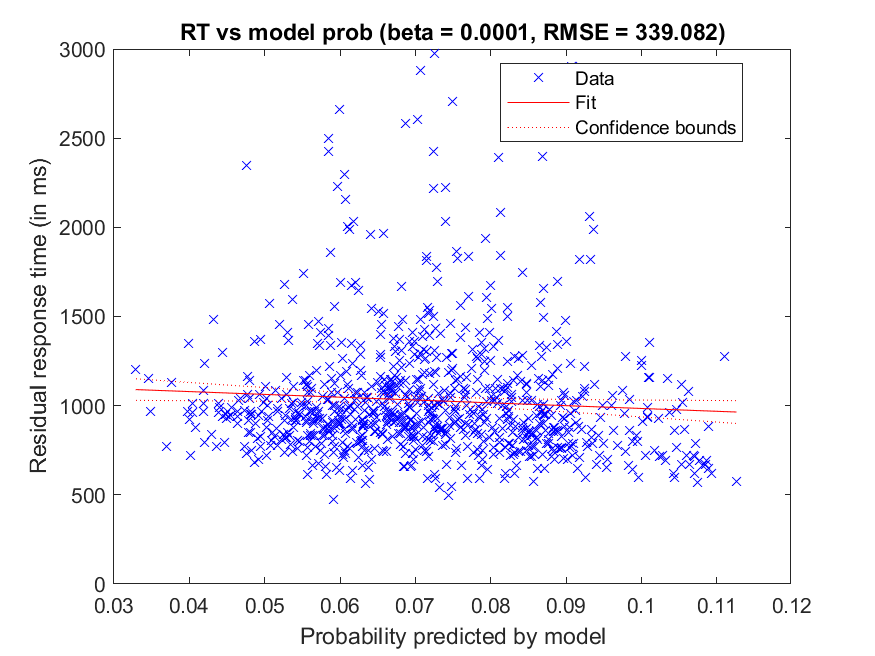 RT vs model prob (beta = 0.0001, RMSE = 339.082)
3000
2500
2000
1500
1000
500
0
Residual response time (in ms)
Data
Fit
Confidence bounds
0.03 0.04 0.05 0.06 0.07 0.08 0.09 0.1 0.11 0.12
Probability predicted by model